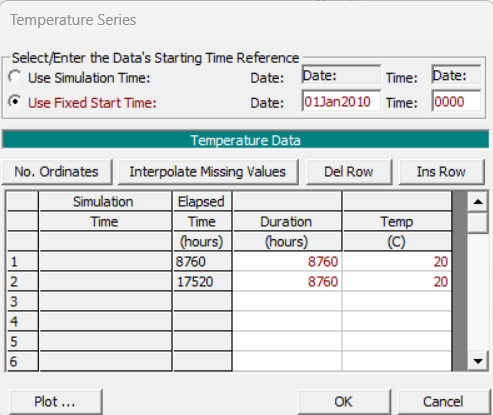 Temperature Series
Select/Enter the Data's Starting Time Reference
Use Simulation Time: Date: Date: Time: Date:
Use Fixed Start Time: Date: 01Jan2010 Time: 0000
Temperature Data
No. Ordinates Interpolate Missing Values Del Row Ins Row
Simulation Elapsed
Time Time Duration Temp
(hours) (hours) (C)
1 8760 8760 20
2 17520 8760 20
3
4
5
6
Plot ... OK Cancel